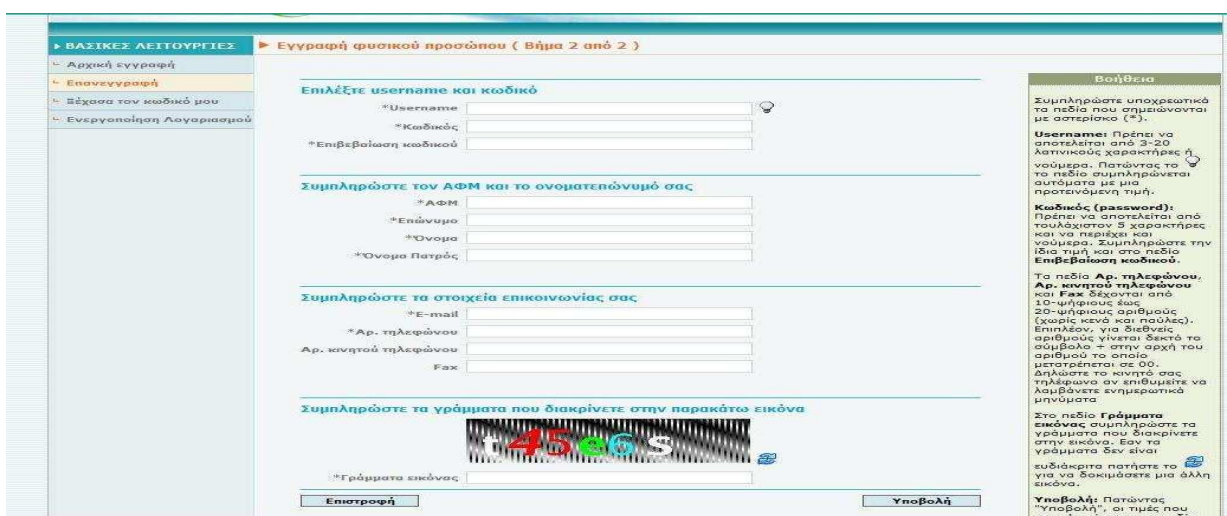 ΒΑΣΙΚΕΣ ΛΕΙΤΟΥΡΓΙΕΣ
Αρχική εγγραφή
Επανεγγραφή
Ξέχασα τον κωδικό μου
Ενεργοποίηση Λογαριασμού
Εγγραφή φυσικού προσώπου ( Βήμα 2 από 2 )
Επιλέξτε username και κωδικό
*Username
*Κωδικός
*Επιβεβαίωση κωδικού
Συμπληρώστε τον ΑΦΜ και το ονοματεπώνυμό σας
*ΑΦΜ
*Επώνυμο
*Όνομα
*Όνομα Πατρός
Συμπληρώστε τα στοιχεία επικοινωνίας σας
*E-mail
*Αρ. τηλεφώνου
Αρ. κινητού τηλεφώνου
Fax
Συμπληρώστε τα γράμματα που διακρίνετε στην παρακάτω εικόνα
t45e6s
*Γράμματα εικόνας
Επιστροφή
Υποβολή
Βοήθεια
Συμπληρώστε υποχρεωτικά
τα πεδία που σημειώνονται
με αστερίσκο (*).
Username: Πρέπει να
αποτελείται από 3-20
λατινικούς χαρακτήρες ή
νούμερα. Πατώντας το
το πεδίο συμπληρώνεται
αυτόματα με μια
προτεινόμενη τιμή.
Κωδικός (password):
Πρέπει να αποτελείται από
τουλάχιστον 5 χαρακτήρες
και να περιέχει και
νούμερα. Συμπληρώστε την
ίδια τιμή και στο πεδίο
Επιβεβαίωση κωδικού.
Τα πεδία Αρ. τηλεφώνου,
Αρ. κινητού τηλεφώνου
και Fax δέχονται από
10-ψήφιους έως
20-ψήφιους αριθμούς
(χωρίς κενά και παύλες).
Επιπλέον, για διεθνείς
αριθμούς γίνεται δεκτό το
σύμβολο + στην αρχή του
αριθμού το οποίο
μετατρέπεται σε 00.
Δηλώστε το κινητό σας
τηλέφωνο αν επιθυμείτε να
λαμβάνετε ενημερωτικά
μηνύματα
Στο πεδίο Γράμματα
εικόνας συμπληρώστε τα
γράμματα που διακρίνετε
στην εικόνα. Εαν τα
γράμματα δεν είναι
ευδιάκριτα πατήστε το
για να δοκιμάσετε μια άλλη
εικόνα.
Υποβολή: Πατώντας
"Υποβολή", οι τιμές που